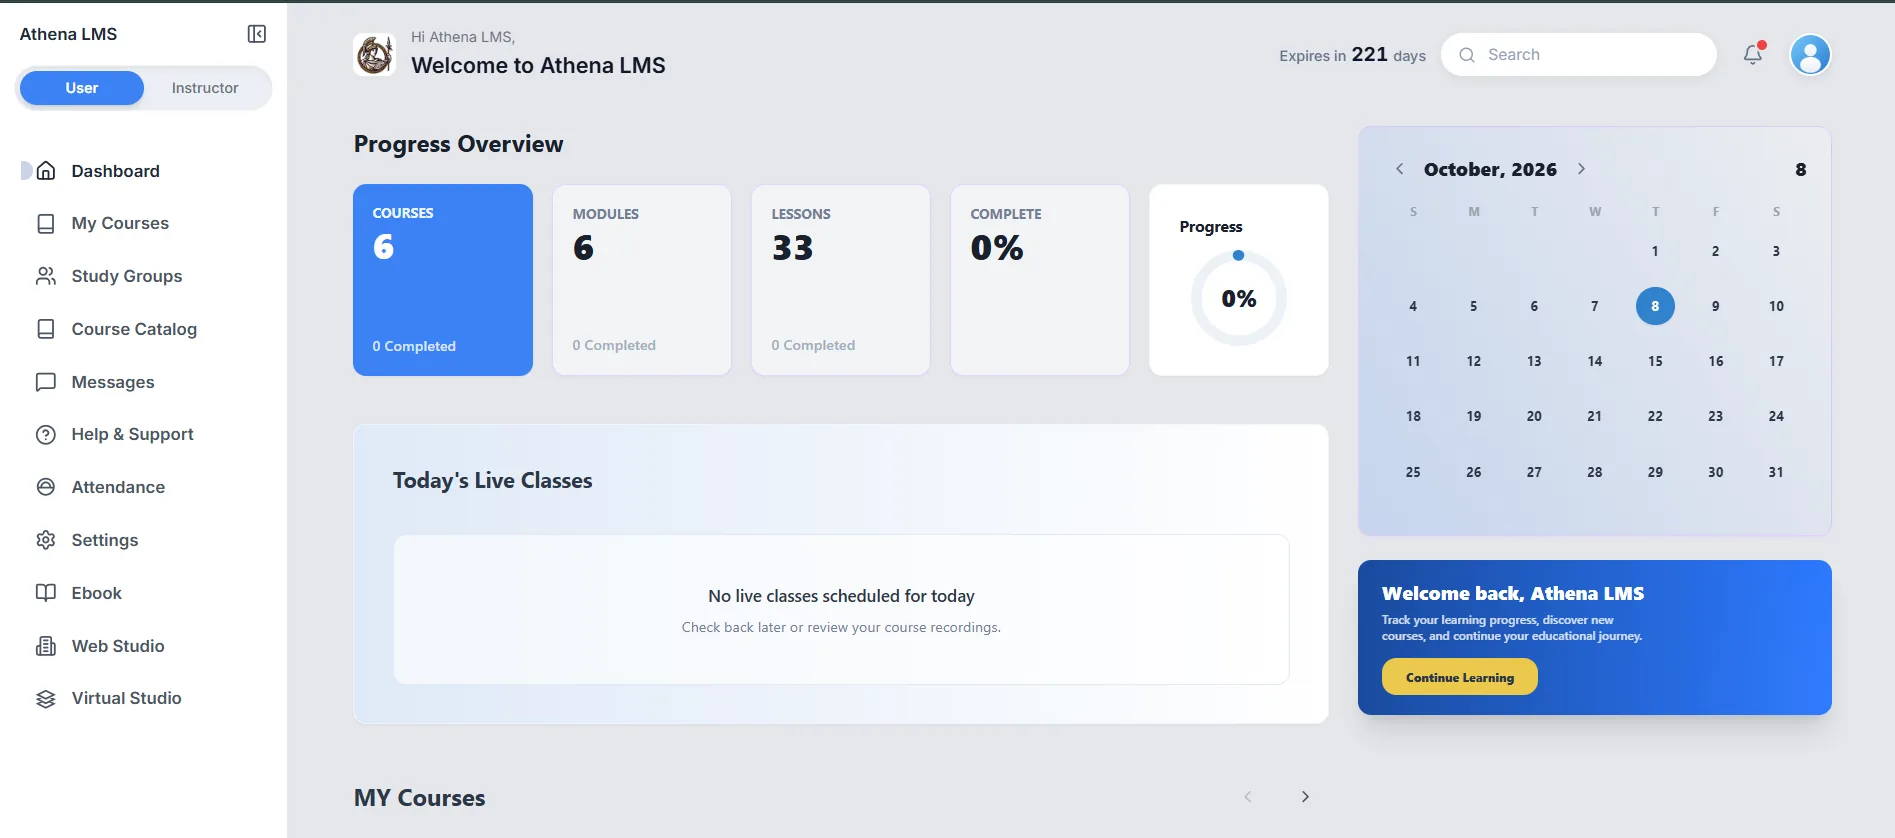 Athena LMS
User Instructor
Dashboard
My Courses
Study Groups
Course Catalog
Messages
Help & Support
Attendance
Settings
Ebook
Web Studio
Virtual Studio
Hi Athena LMS,
Welcome to Athena LMS
Expires in 221 days
Search
Progress Overview
COURSES
6
0 Completed
MODULES
6
0 Completed
LESSONS
33
0 Completed
COMPLETE
0%
Progress
0%
Today's Live Classes
No live classes scheduled for today
Check back later or review your course recordings.
MY Courses
October, 2026 8
S M T W T F S
1 2 3
4 5 6 7 8 9 10
11 12 13 14 15 16 17
18 19 20 21 22 23 24
25 26 27 28 29 30 31
Welcome back, Athena LMS
Track your learning progress, discover new
courses, and continue your educational journey.
Continue Learning